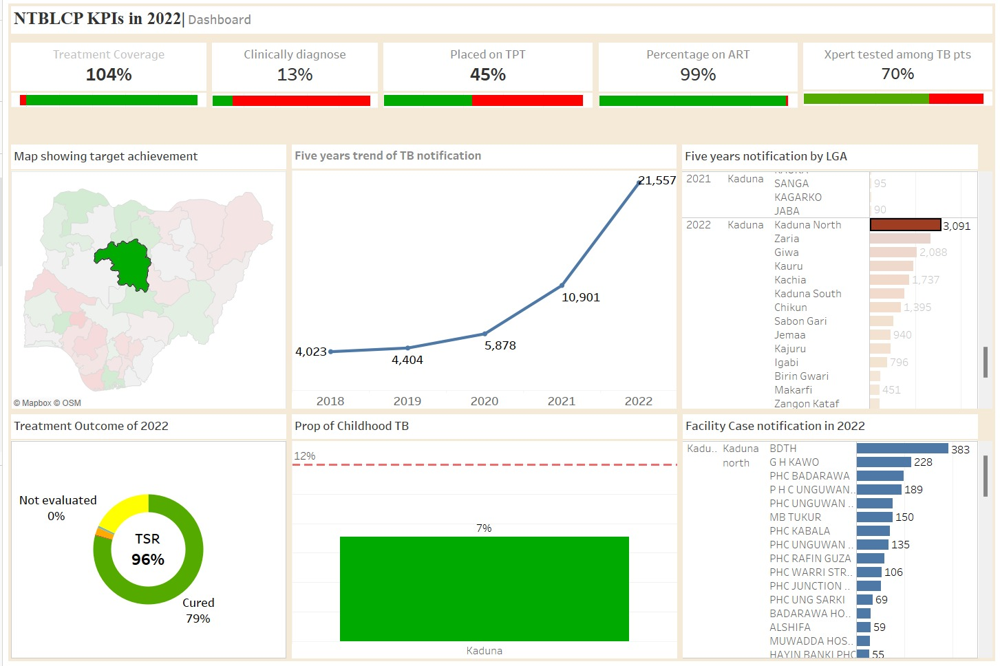 NTBLCP KPIs in 2022| Dashboard
Treatment Coverage
104%
Clinically diagnose
13%
Placed on TPT
45%
Percentage on ART
99%
Xpert tested among TB pts
70%
Map showing target achievement
© Mapbox © OSM
Five years trend of TB notification
21,557
10,901
5,878
4,023
4,404
2018 2019 2020 2021 2022
Five years notification by LGA
2021 Kaduna
SANGA 95
KAGARKO
JABA 90
2022 Kaduna Kaduna North 3,091
Zaria
Giwa 2,088
Kauru
Kachia 1,737
Kaduna South
Chikun 1,395
Sabon Gari
Jemaa 940
Kajuru
Igabi 796
Birin Gwari
Makarfi 451
Zangon Kataf
Treatment Outcome of 2022
Not evaluated
0%
TSR
96%
Cured
79%
Prop of Childhood TB
12%
7%
Kaduna
Facility Case notification in 2022
Kadu.. Kaduna BDTH 383
north G H KAWO 228
PHC BADARAWA
P H C UNGUWAN.. 189
PHC UNGUWAN ..
MB TUKUR 150
PHC KABALA
PHC UNGUWAN .. 135
PHC RAFIN GUZA
PHC WARRI STR.. 106
PHC JUNCTION ..
PHC UNG SARKI 69
BADARAWA HO..
ALSHIFA 59
MUWADDA HOS..
HAYIN BANKI PHC 55